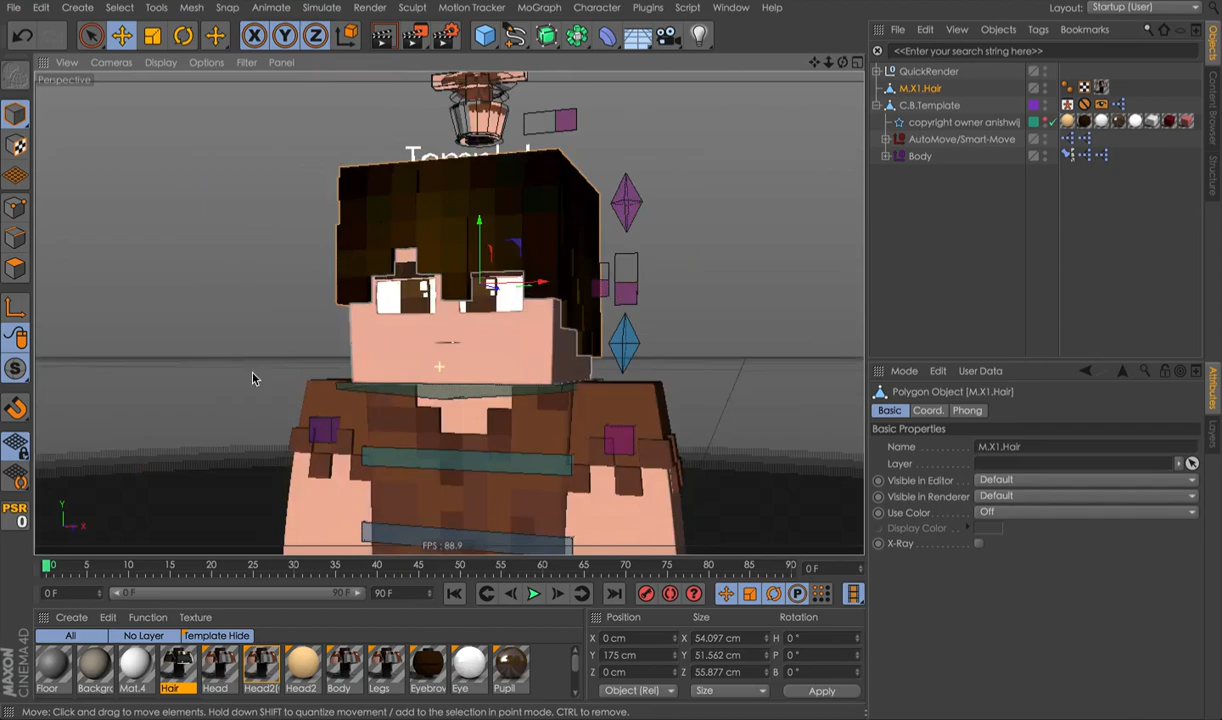 File Edit Create Select Tools Mesh Snap Animate Simulate Render Sculpt Motion Tracker MoGraph Character Plugins Script Window Help Layout: Startup (User)
X Y Z
File Edit View Objects Tags Bookmarks
<<Enter your search string here>>
View Cameras Display Options Filter Panel
Perspective
QuickRender
M.X1.Hair
C.B.Template
copyright owner anishwij
AutoMove/Smart-Move
Body
Objects
Content Browser
Structure
Attributes
Layers
Mode Edit User Data
Polygon Object [M.X1.Hair]
Basic Coord. Phong
Basic Properties
Name M.X1.Hair
Layer
Visible in Editor Default
Visible in Renderer Default
Use Color Off
Display Color
X-Ray
S
PSR
0
Y
X
FPS : 88.9
0 5 10 15 20 25 30 35 40 45 50 55 60 65 70 75 80 85 90 0 F
0 F 0 F 90 F 90 F
P
Create Edit Function Texture
All No Layer Template Hide
Floor Backgro Mat.4 Hair Head Head2( Head2 Body Legs Eyebrov Eye Pupil
Position Size Rotation
X 0 cm X 54.097 cm H 0 °
Y 175 cm Y 51.562 cm P 0 °
Z 0 cm Z 55.877 cm B 0 °
Object (Rel) Size Apply
MAXON
CINEMA4D
Move: Click and drag to move elements. Hold down SHIFT to quantize movement / add to the selection in point mode, CTRL to remove.